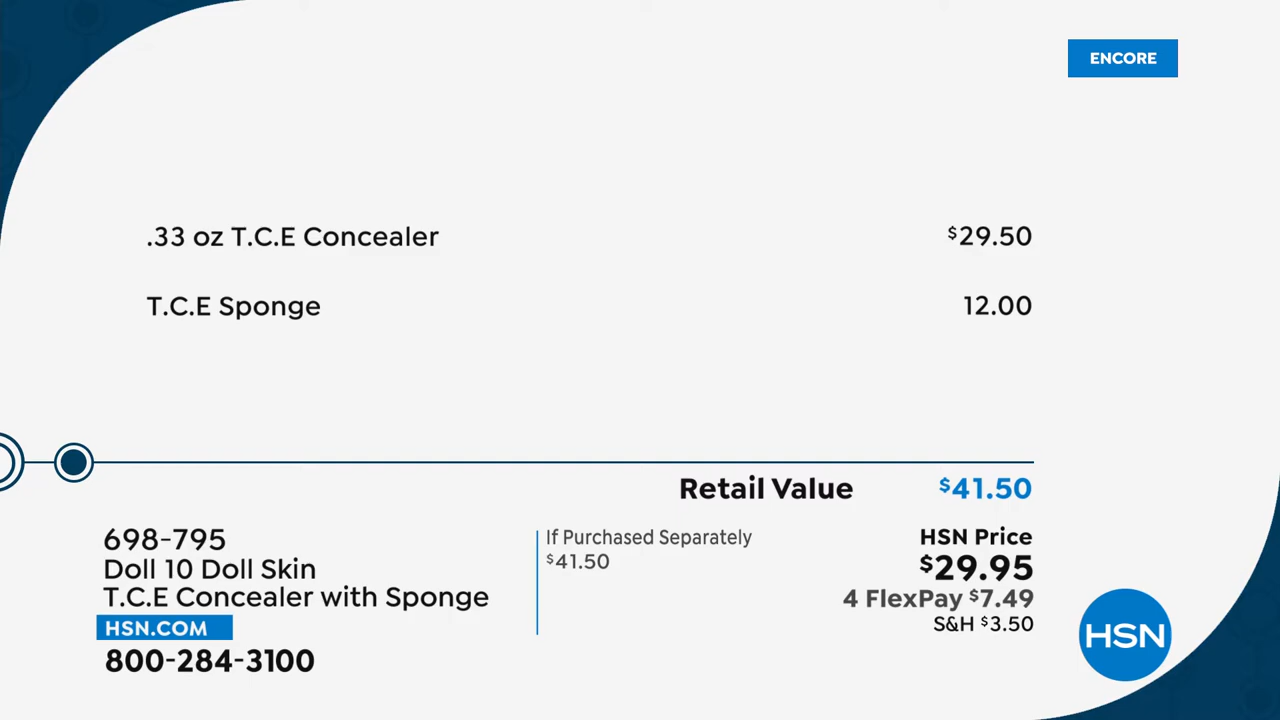 ENCORE
.33 oz T.C.E Concealer $29.50
T.C.E Sponge 12.00
Retail Value $41.50
698-795
Doll 10 Doll Skin
T.C.E Concealer with Sponge
HSN.COM
800-284-3100
If Purchased Separately
$41.50
HSN Price
$29.95
4 FlexPay $7.49
S&H $3.50
HSN